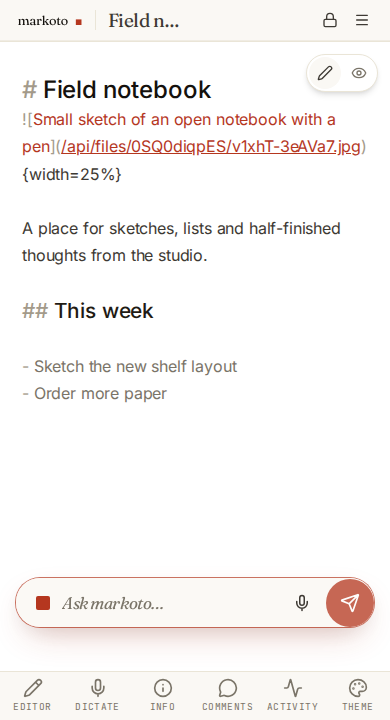 markoto
Field n...
# Field notebook
![Small sketch of an open notebook with a
pen](/api/files/0SQ0diqpES/v1xhT-3eAVa7.jpg)
{width=25%}
A place for sketches, lists and half-finished
thoughts from the studio.
## This week
- Sketch the new shelf layout
- Order more paper
Ask markoto...
EDITOR DICTATE INFO COMMENTS ACTIVITY THEME